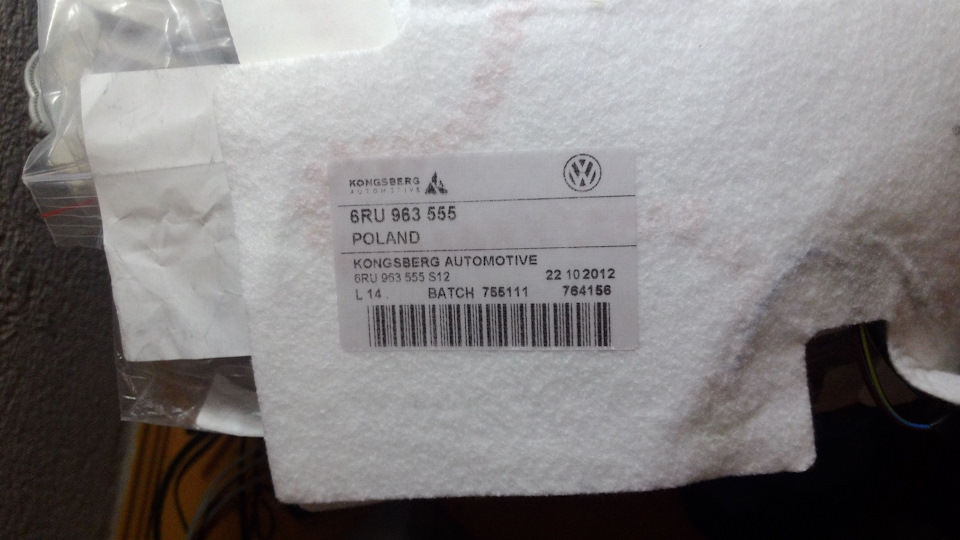 KONGSBERG
AUTOMOTIVE
6RU 963 555
POLAND
KONGSBERG AUTOMOTIVE
6RU 963 555 S12 22 10 2012
L 14. BATCH 755111 764156